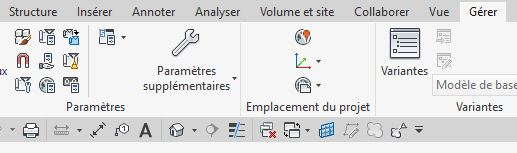 Structure Insérer Annoter Analyser Volume et site Collaborer Vue Gérer
ux
Paramètres
supplémentaires
Variantes
Modèle de base
Paramètres Emplacement du projet Variantes
A